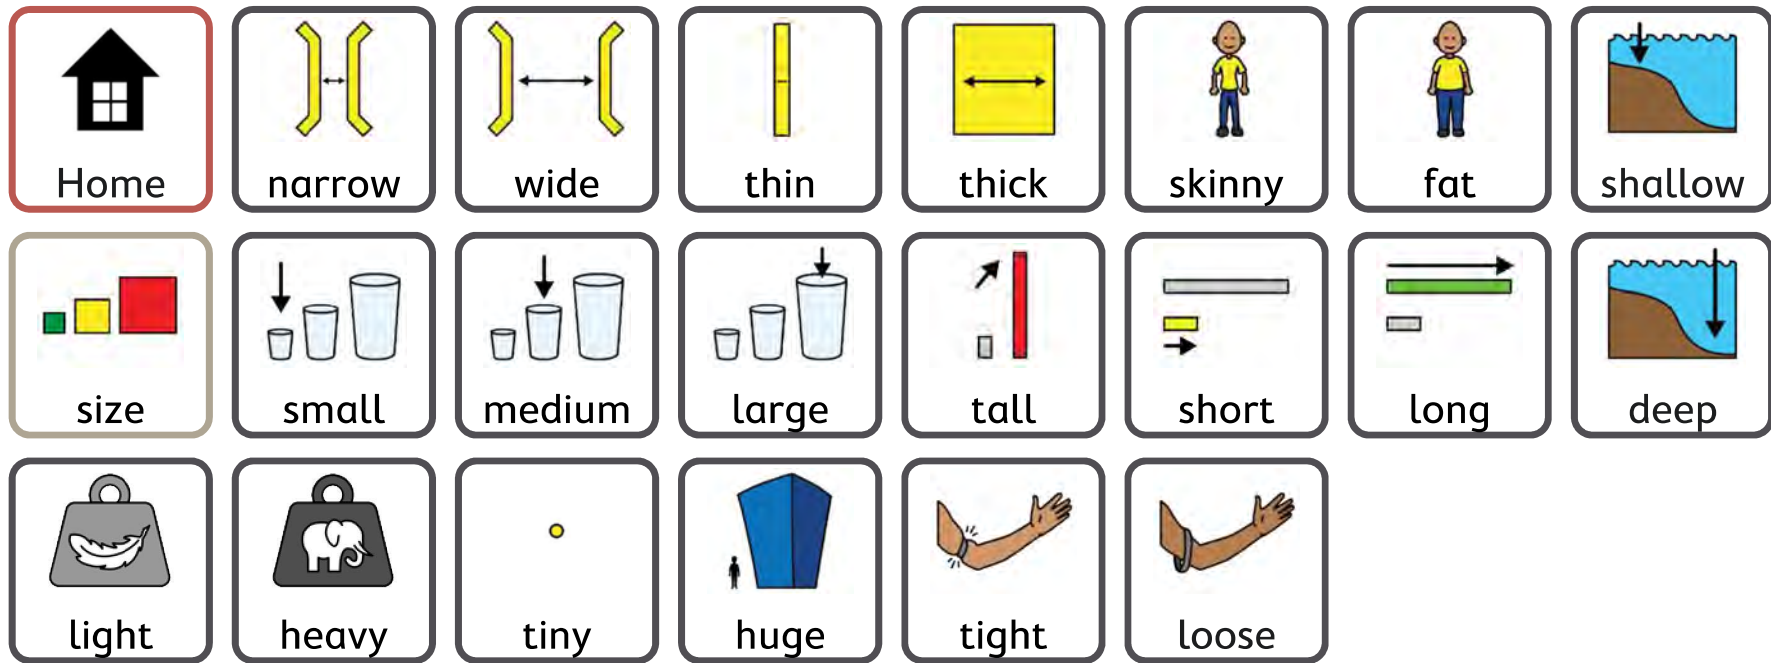 Home narrow wide thin thick skinny fat shallow
size small medium large tall short long deep
light heavy tiny huge tight loose